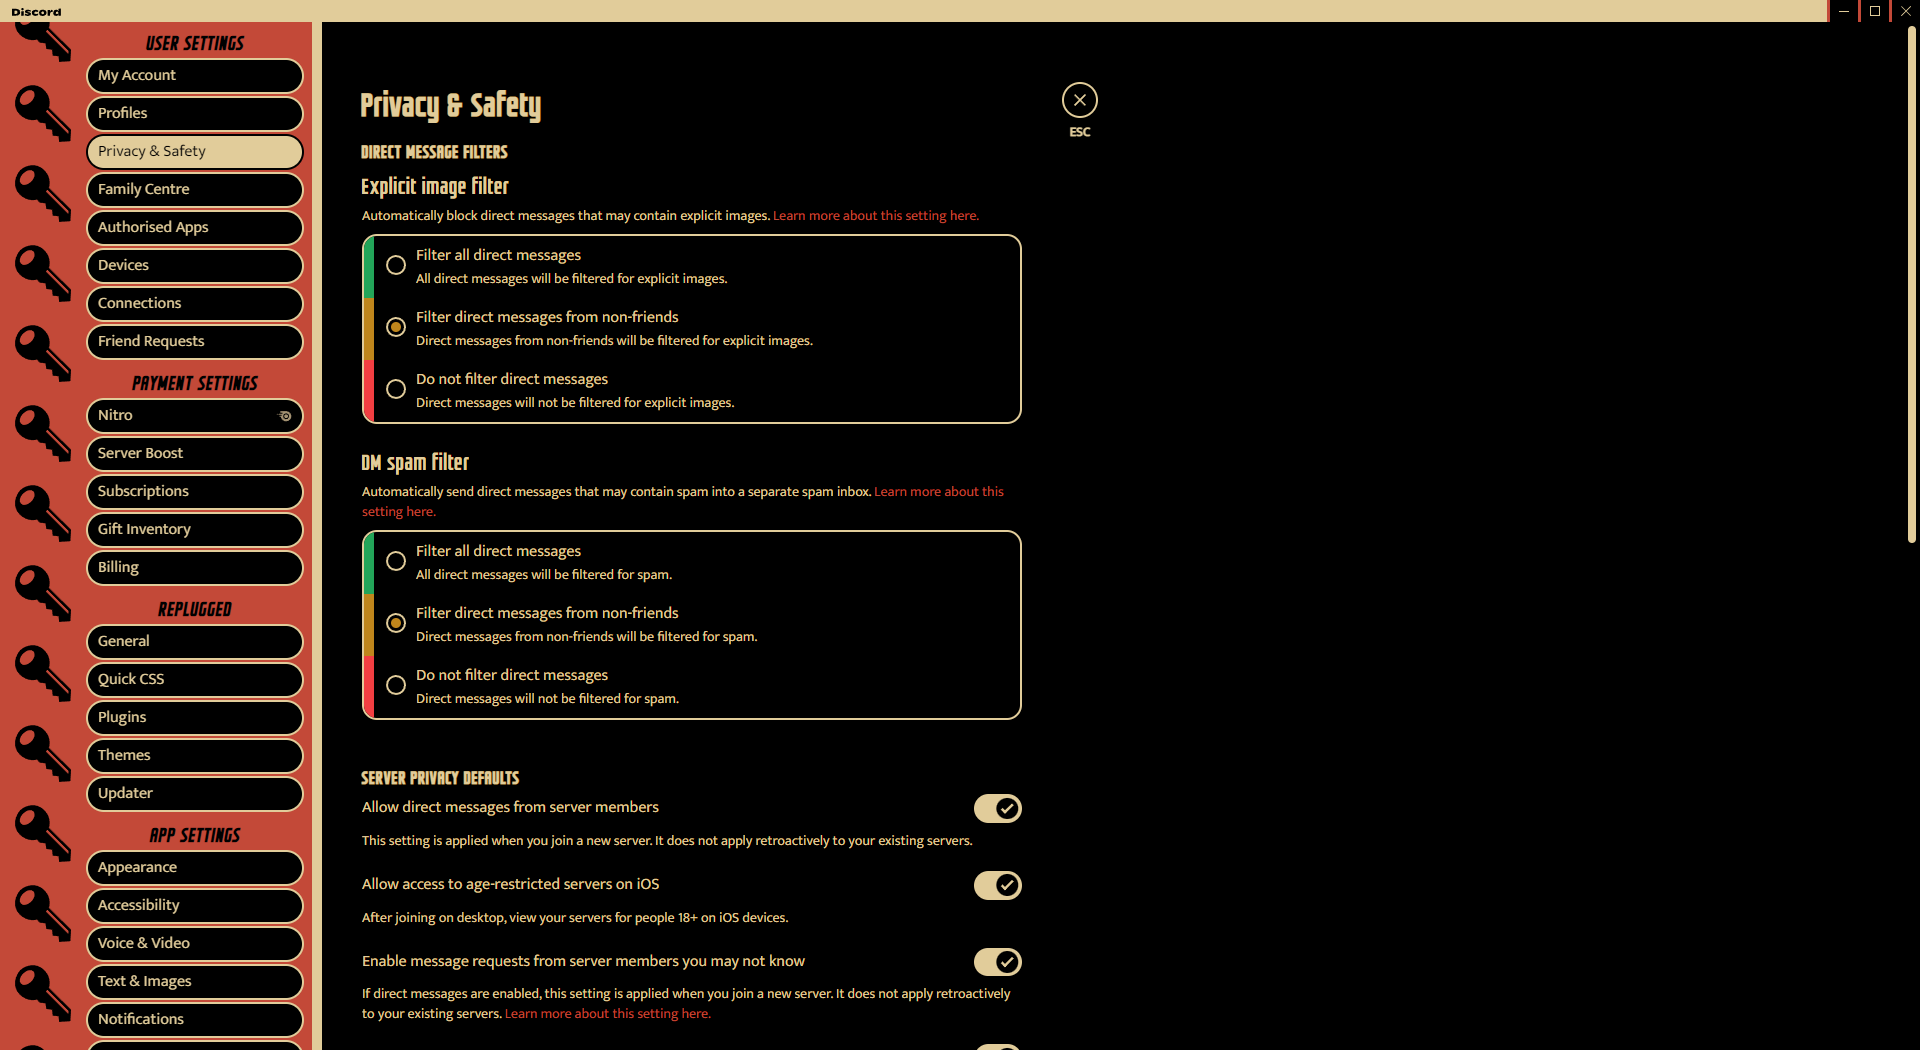 Discord
USER SETTINGS
My Account
Profiles
Privacy & Safety
Family Centre
Authorised Apps
Devices
Connections
Friend Requests
PAYMENT SETTINGS
Nitro
Server Boost
Subscriptions
Gift Inventory
Billing
REPLUGGED
General
Quick CSS
Plugins
Themes
Updater
APP SETTINGS
Appearance
Accessibility
Voice & Video
Text & Images
Notifications
Privacy & Safety
ESC
DIRECT MESSAGE FILTERS
Explicit image filter
Automatically block direct messages that may contain explicit images. Learn more about this setting here.
Filter all direct messages
All direct messages will be filtered for explicit images.
Filter direct messages from non-friends
Direct messages from non-friends will be filtered for explicit images.
Do not filter direct messages
Direct messages will not be filtered for explicit images.
DM spam filter
Automatically send direct messages that may contain spam into a separate spam inbox. Learn more about this
setting here.
Filter all direct messages
All direct messages will be filtered for spam.
Filter direct messages from non-friends
Direct messages from non-friends will be filtered for spam.
Do not filter direct messages
Direct messages will not be filtered for spam.
SERVER PRIVACY DEFAULTS
Allow direct messages from server members
This setting is applied when you join a new server. It does not apply retroactively to your existing servers.
Allow access to age-restricted servers on iOS
After joining on desktop, view your servers for people 18+ on iOS devices.
Enable message requests from server members you may not know
If direct messages are enabled, this setting is applied when you join a new server. It does not apply retroactively
to your existing servers. Learn more about this setting here.